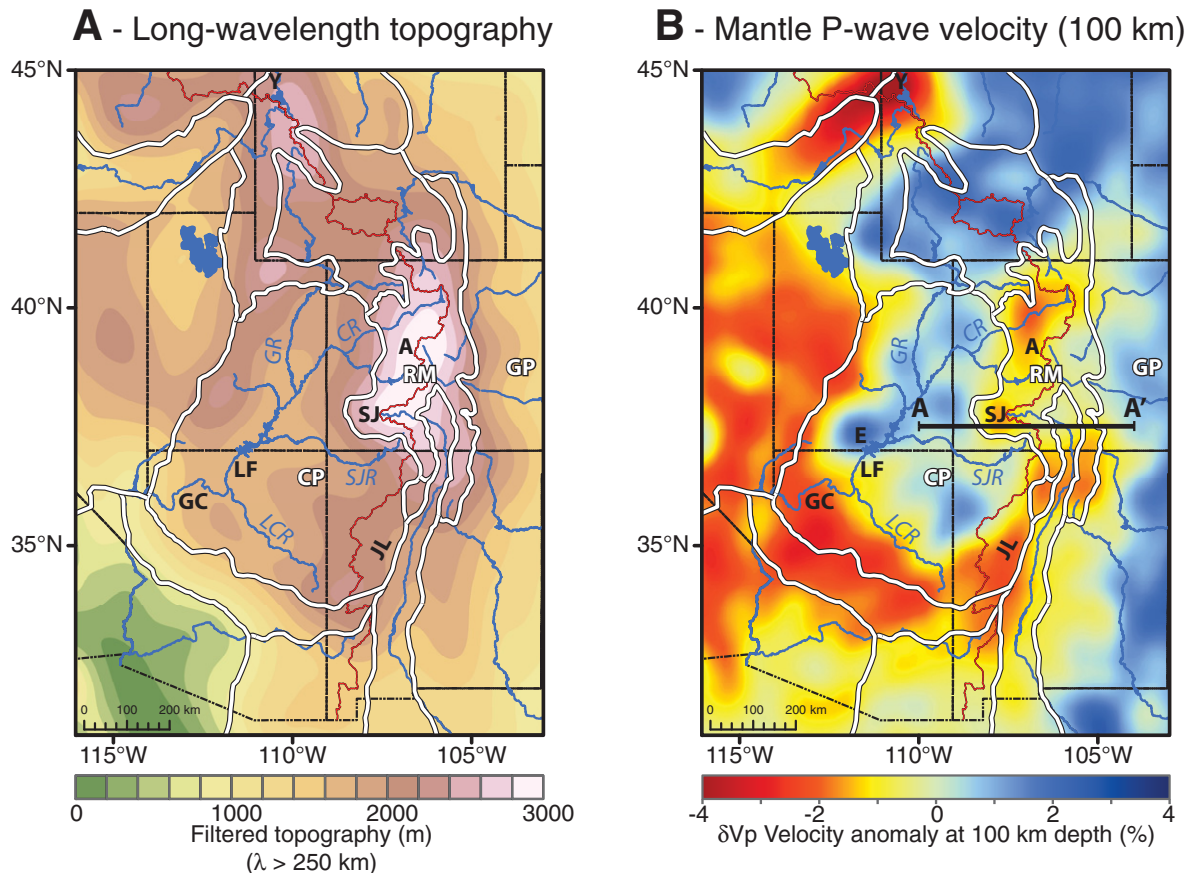 A - Long-wavelength topography
45°N
40°N
35°N
Y
GR
CR
A
RM
GP
SJ
LF
CP
SJR
GC
LCR
JL
0 100 200 km
115°W 110°W 105°W
0 1000 2000 3000
Filtered topography (m)
(λ > 250 km)
B - Mantle P-wave velocity (100 km)
45°N
40°N
35°N
Y
GR
CR
A
RM
GP
A
SJ
A'
E
LF
CP
SJR
GC
LCR
JL
0 100 200 km
115°W 110°W 105°W
-4 -2 0 2 4
δVp Velocity anomaly at 100 km depth (%)